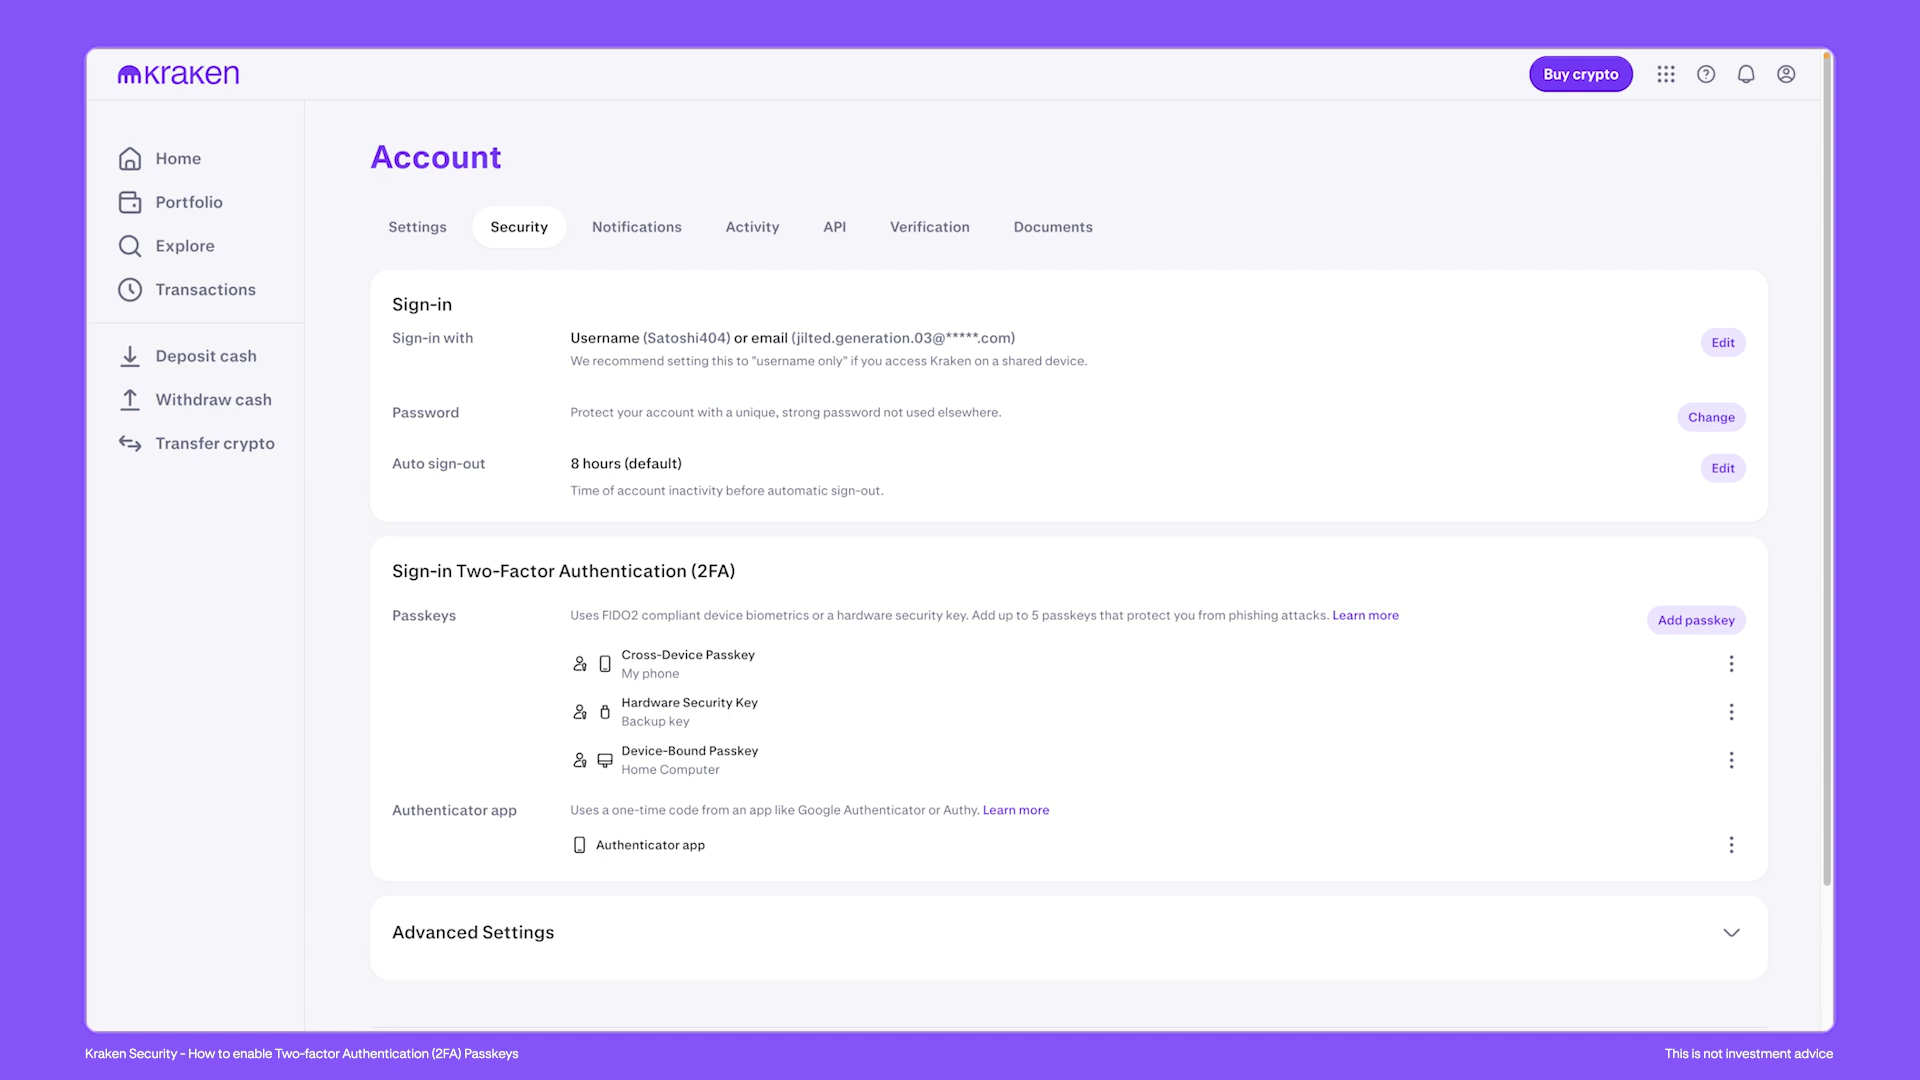 kraken
Buy crypto
Home
Portfolio
Explore
Transactions
Deposit cash
Withdraw cash
Transfer crypto
Account
Settings
Security
Notifications
Activity
API
Verification
Documents
Sign-in
Sign-in with
Username (Satoshi404) or email (jilted.generation.03@*****.com)
Edit
We recommend setting this to "username only" if you access Kraken on a shared device.
Password
Protect your account with a unique, strong password not used elsewhere.
Change
Auto sign-out
8 hours (default)
Edit
Time of account inactivity before automatic sign-out.
Sign-in Two-Factor Authentication (2FA)
Passkeys
Uses FIDO2 compliant device biometrics or a hardware security key. Add up to 5 passkeys that protect you from phishing attacks. Learn more
Add passkey
Cross-Device Passkey
My phone
Hardware Security Key
Backup key
Device-Bound Passkey
Home Computer
Authenticator app
Uses a one-time code from an app like Google Authenticator or Authy. Learn more
Authenticator app
Advanced Settings
Kraken Security - How to enable Two-factor Authentication (2FA) Passkeys
This is not investment advice